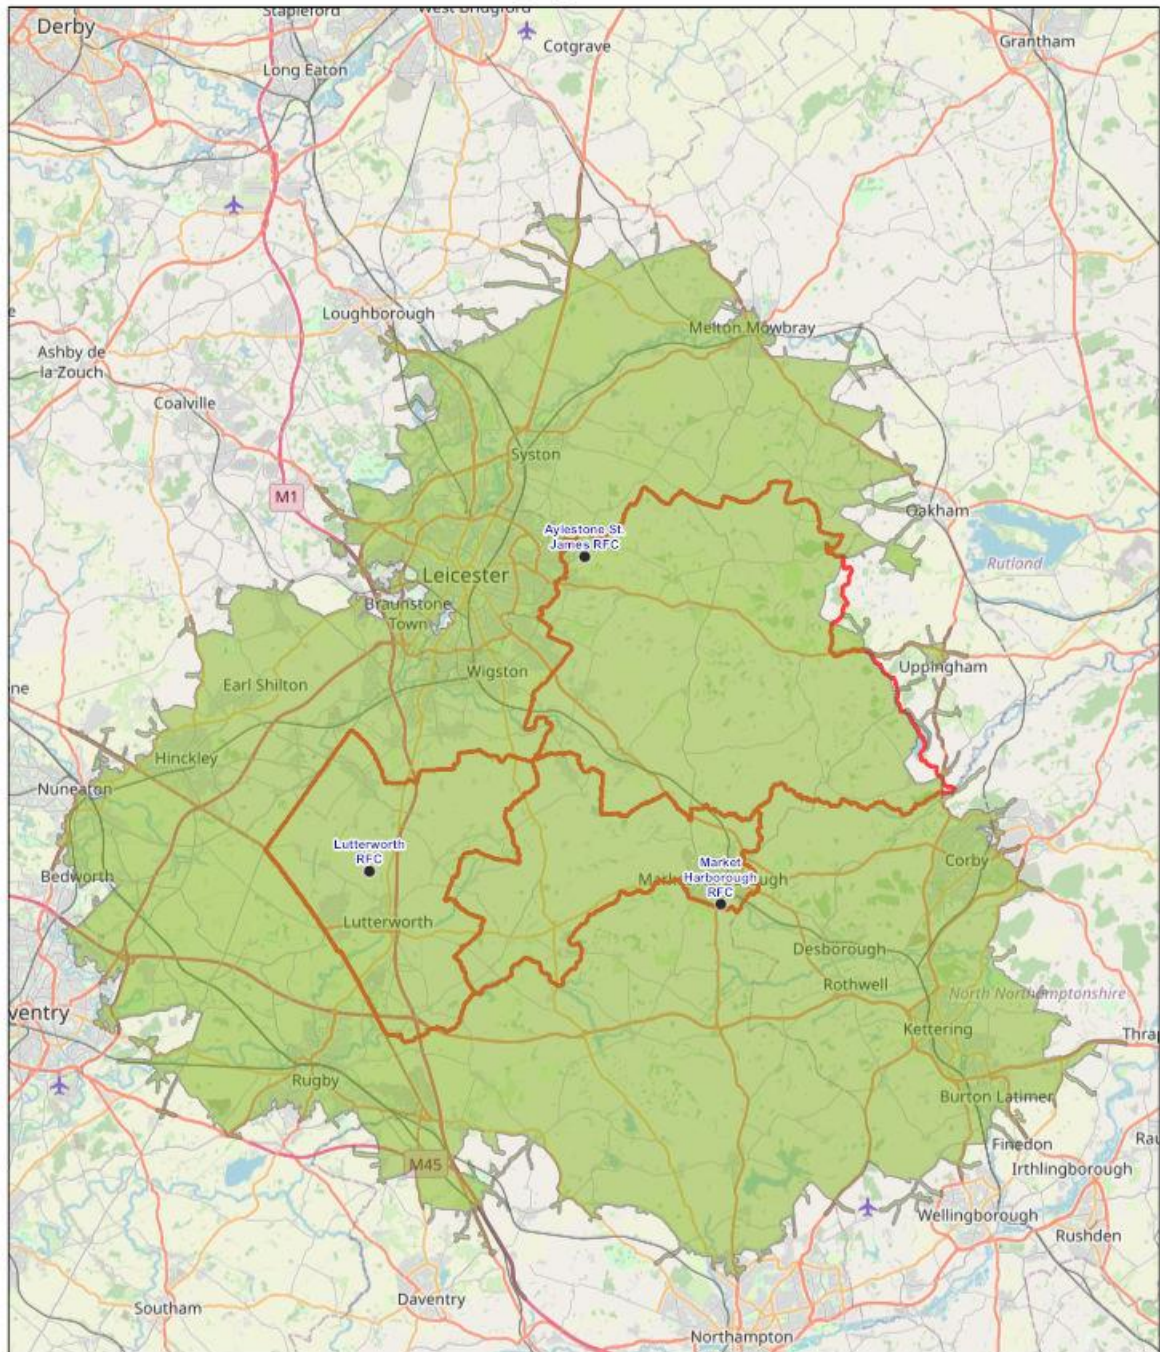 Stapleford
West Bridgford
Derby
Cotgrave
Grantham
Long Eaton
Loughborough
Melton Mowbray
Ashby de
la Zouch
Coalville
Syston
M1
Oakham
Aylestone St.
James RFC
Rutland
Leicester
Braunstone
Town
Uppingham
Wigston
Earl Shilton
Hinckley
Nuneaton
Lutterworth
RFC
Bedworth
Market
Harborough
RFC
Corby
Lutterworth
Desborough
Rothwell
North Northamptonshire
ventry
Kettering
Thrap
Rugby
Burton Latimer
Finedon
Rau
Irthlingborough
M45
Wellingborough
Rushden
Daventry
Southam
Northampton